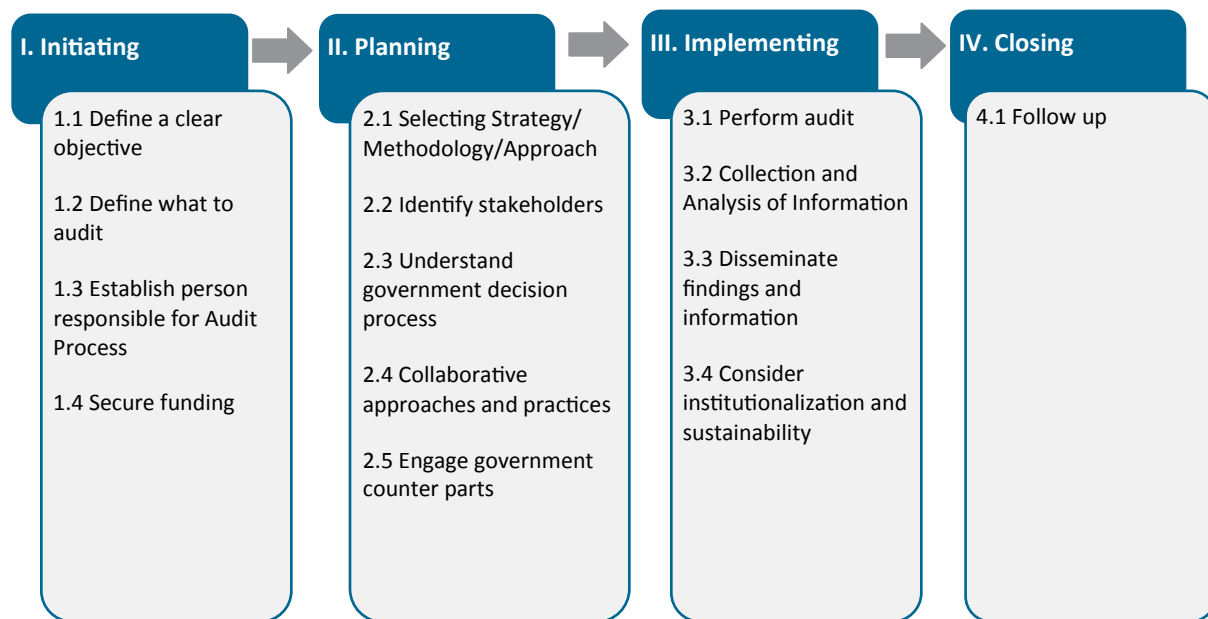 I. Initiating
1.1 Define a clear
objective
1.2 Define what to
audit
1.3 Establish person
responsible for Audit
Process
1.4 Secure funding
II. Planning
2.1 Selecting Strategy/
Methodology/Approach
2.2 Identify stakeholders
2.3 Understand
government decision
process
2.4 Collaborative
approaches and practices
2.5 Engage government
counter parts
III. Implementing
3.1 Perform audit
3.2 Collection and
Analysis of Information
3.3 Disseminate
findings and
information
3.4 Consider
institutionalization and
sustainability
IV. Closing
4.1 Follow up